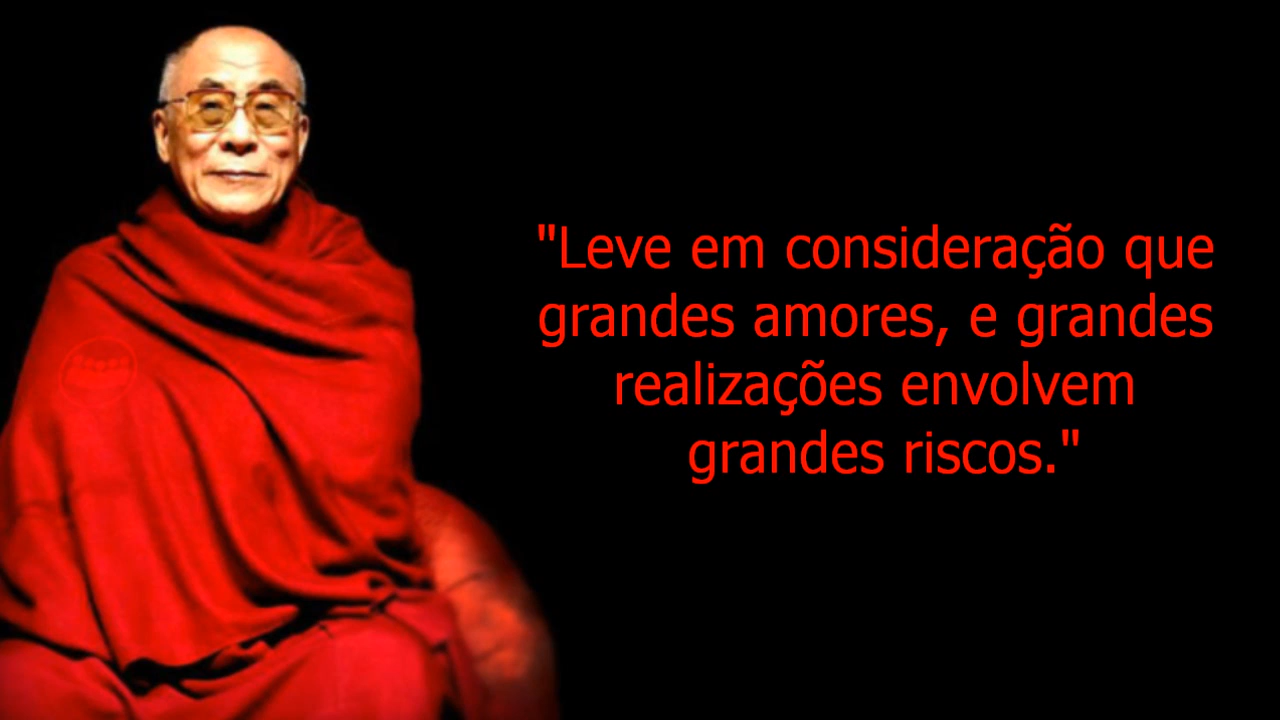 "Leve em consideração que
grandes amores, e grandes
realizações envolvem
grandes riscos."